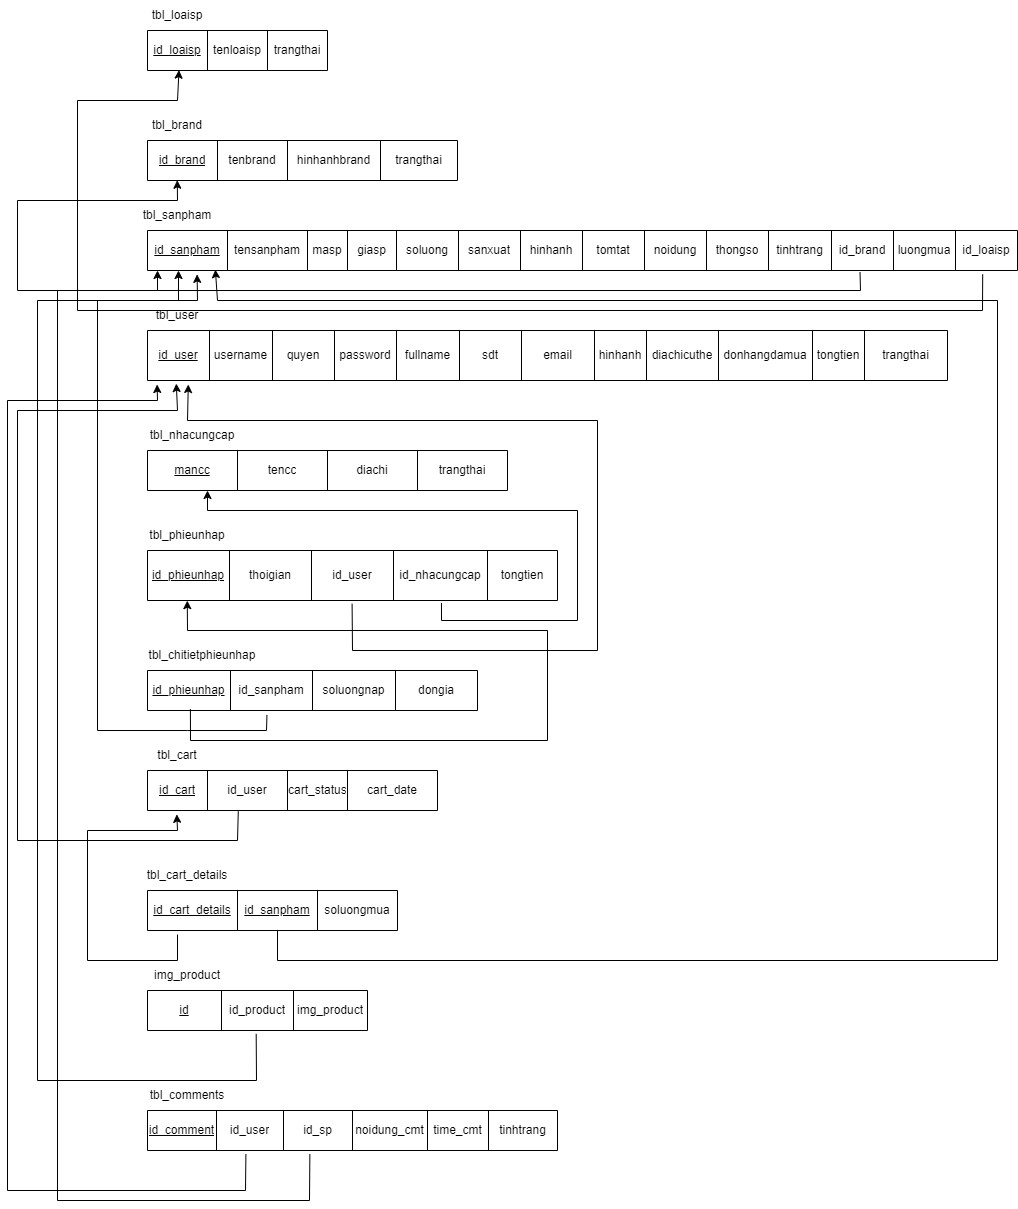 tbl_loaisp
id_loaisp tenloaisp trangthai
tbl_brand
id_brand tenbrand hinhanhbrand trangthai
tbl_sanpham
id_sanpham tensanpham masp giasp soluong sanxuat hinhanh tomtat noidung thongso tinhtrang id_brand luongmua id_loaisp
tbl_user
id_user username quyen password fullname sdt email hinhanh diachicuthe donhangdamua tongtien trangthai
tbl_nhacungcap
mancc tencc diachi trangthai
tbl_phieunhap
id_phieunhap thoigian id_user id_nhacungcap tongtien
tbl_chitietphieunhap
id_phieunhap id_sanpham soluongnap dongia
tbl_cart
id_cart id_user cart_status cart_date
tbl_cart_details
id_cart_details id_sanpham soluongmua
img_product
id id_product img_product
tbl_comments
id_comment id_user id_sp noidung_cmt time_cmt tinhtrang